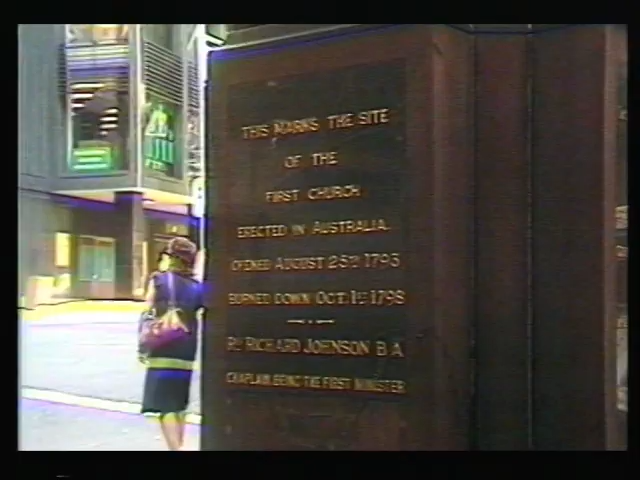 THIS MARKS THE SITE
OF THE
FIRST CHURCH
ERECTED IN AUSTRALIA.
OPENED AUGUST 25TH 1793
BURNED DOWN OCT. 1ST 1798
RD RICHARD JOHNSON B.A
CHAPLAIN BEING THE FIRST MINISTER